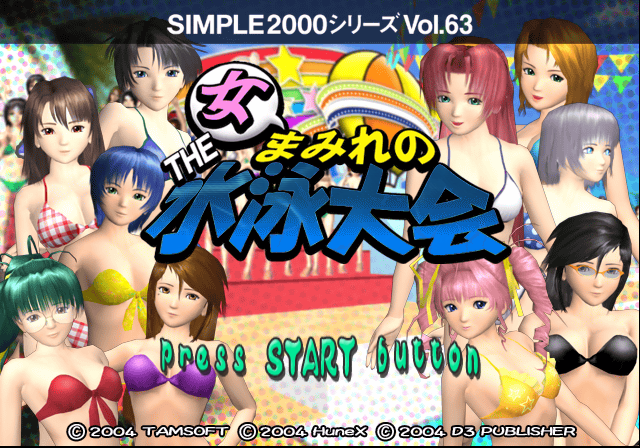 SIMPLE2000シリーズ Vol.63
女
まみれの
THE
水泳大会
press START button
© 2004 TAMSOFT © 2004 HuneX © 2004 D3 PUBLISHER